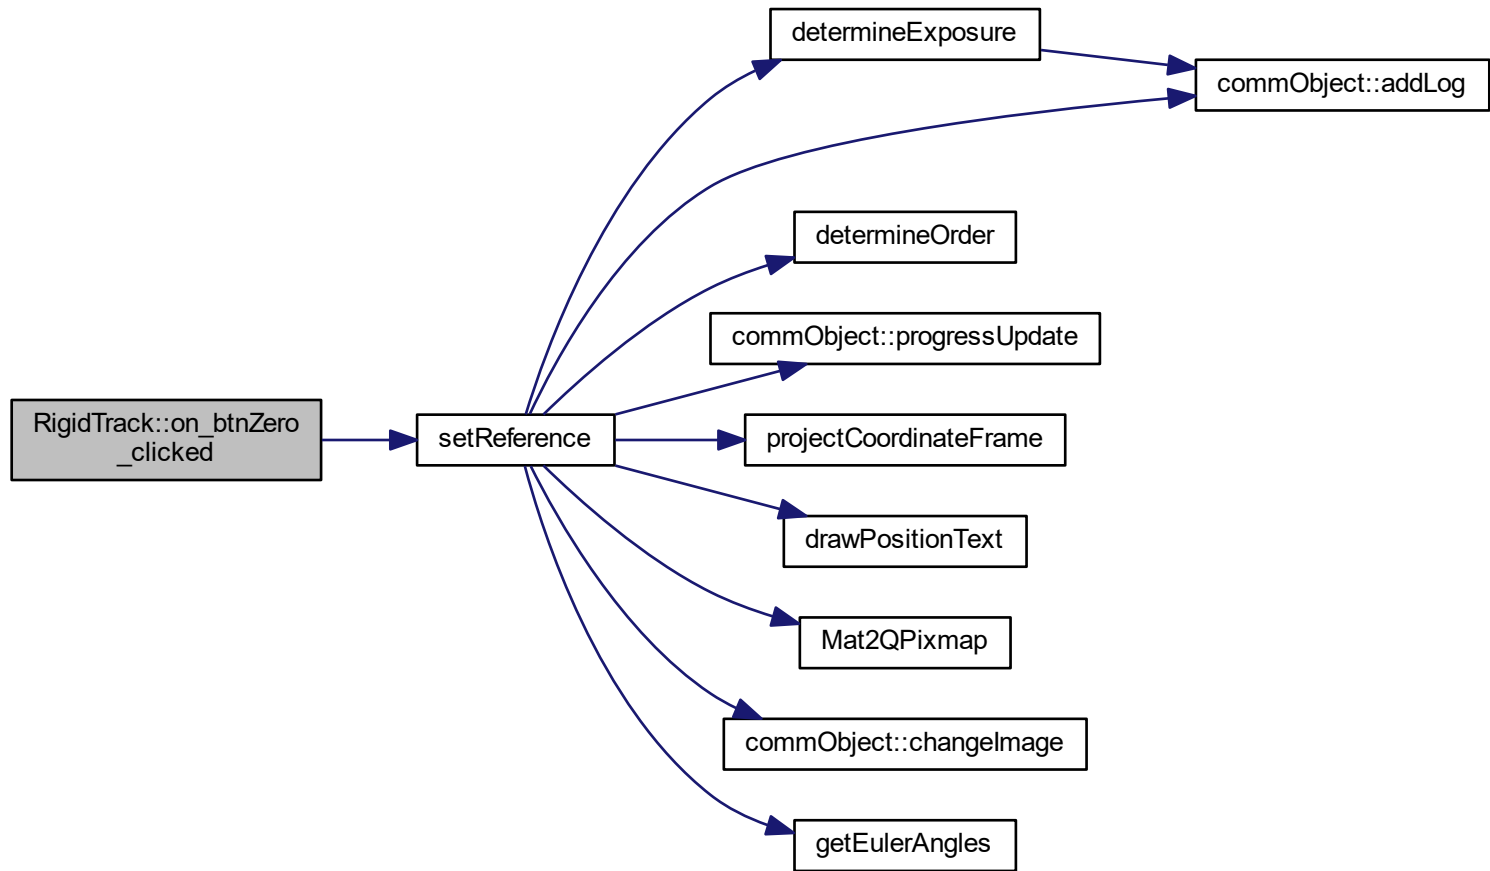 determineExposure
commObject::addLog
determineOrder
commObject::progressUpdate
RigidTrack::on_btnZero
_clicked
setReference
projectCoordinateFrame
drawPositionText
Mat2QPixmap
commObject::changeImage
getEulerAngles